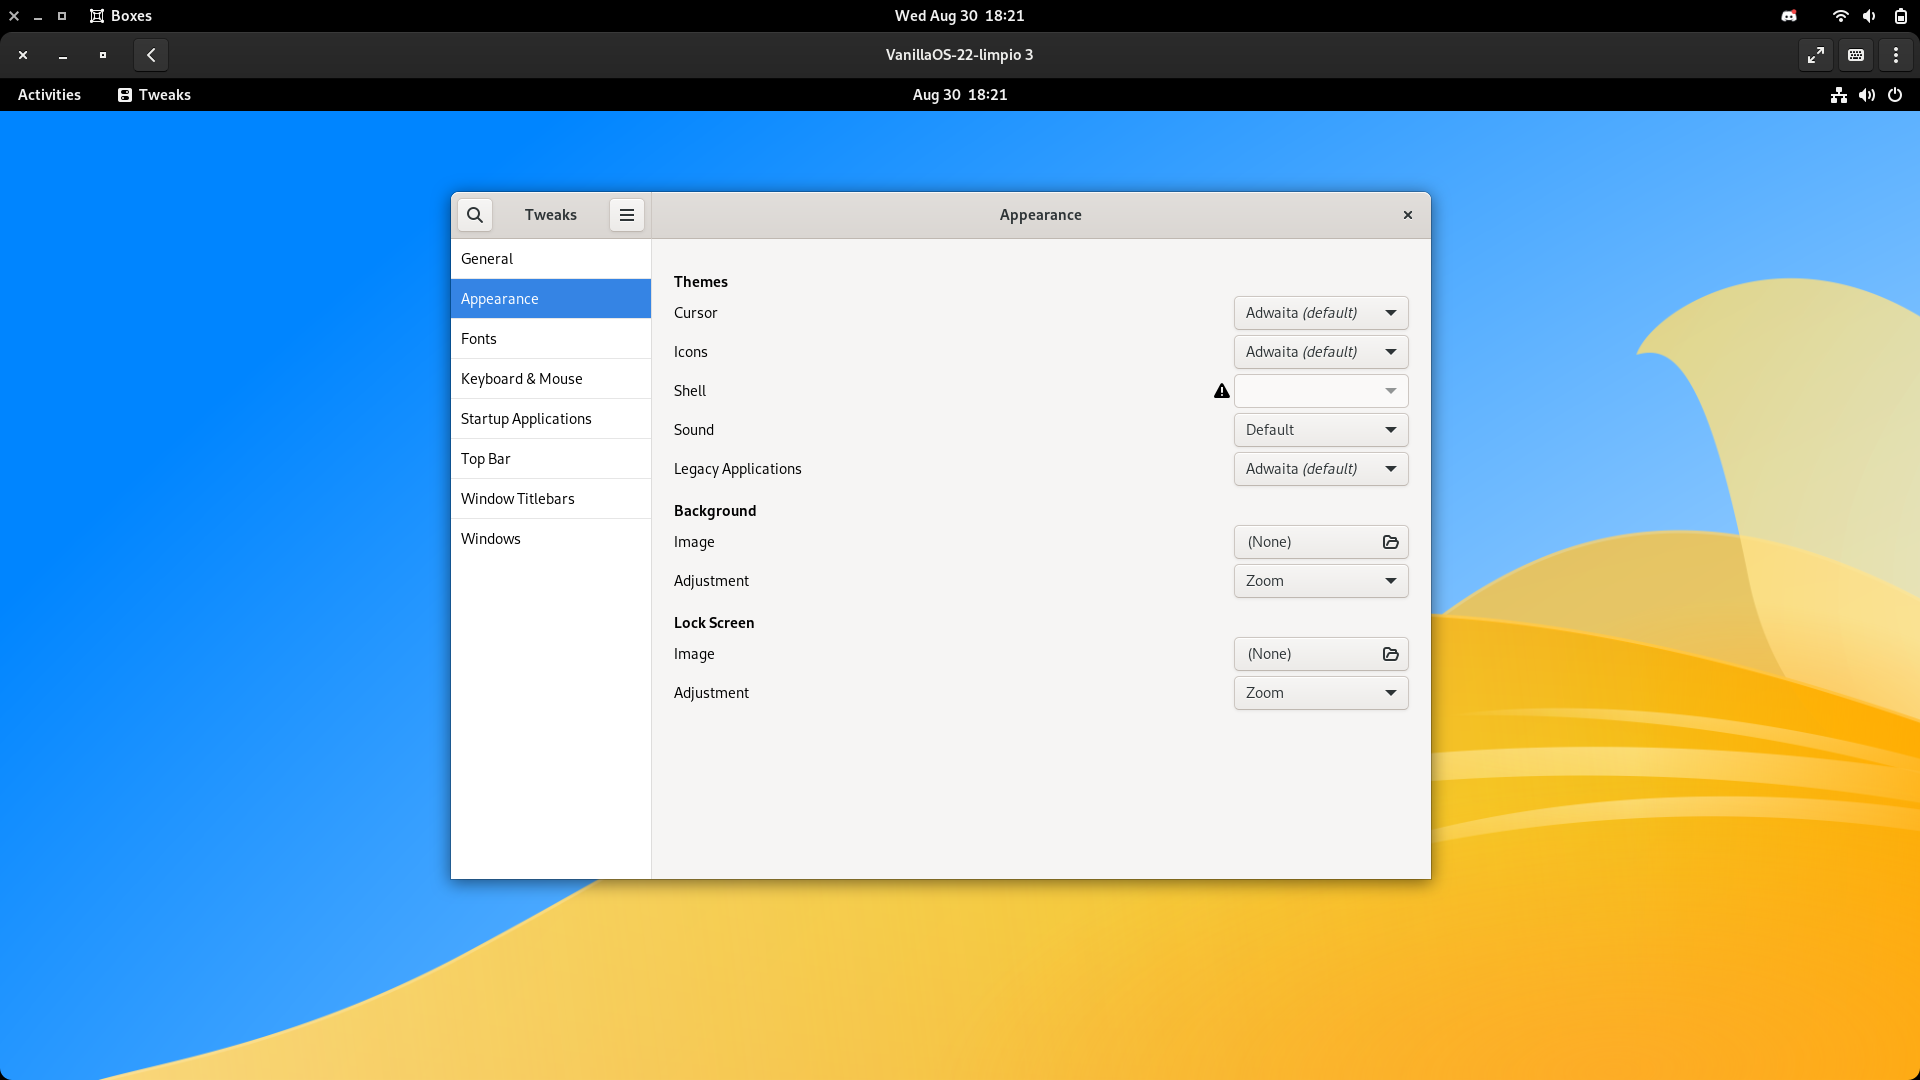 Boxes
Wed Aug 30 18:21
VanillaOS-22-limpio 3
Activities
Tweaks
Aug 30 18:21
Tweaks
Appearance
General
Appearance
Fonts
Keyboard & Mouse
Startup Applications
Top Bar
Window Titlebars
Windows
Themes
Cursor
Adwaita (default)
Icons
Adwaita (default)
Shell
Sound
Default
Legacy Applications
Adwaita (default)
Background
Image
(None)
Adjustment
Zoom
Lock Screen
Image
(None)
Adjustment
Zoom